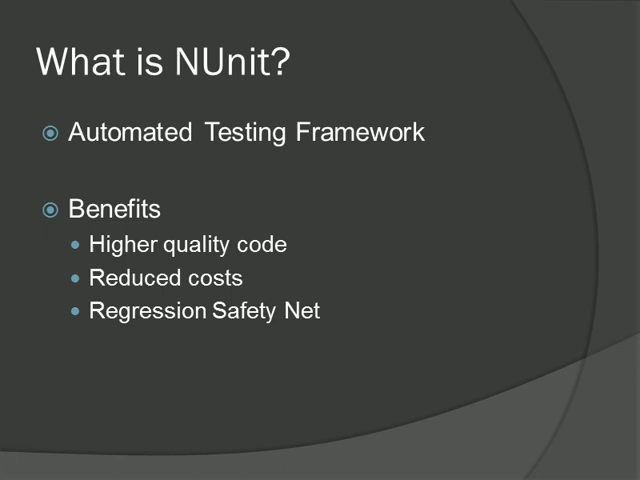 What is NUnit?
Automated Testing Framework
Benefits
Higher quality code
Reduced costs
Regression Safety Net